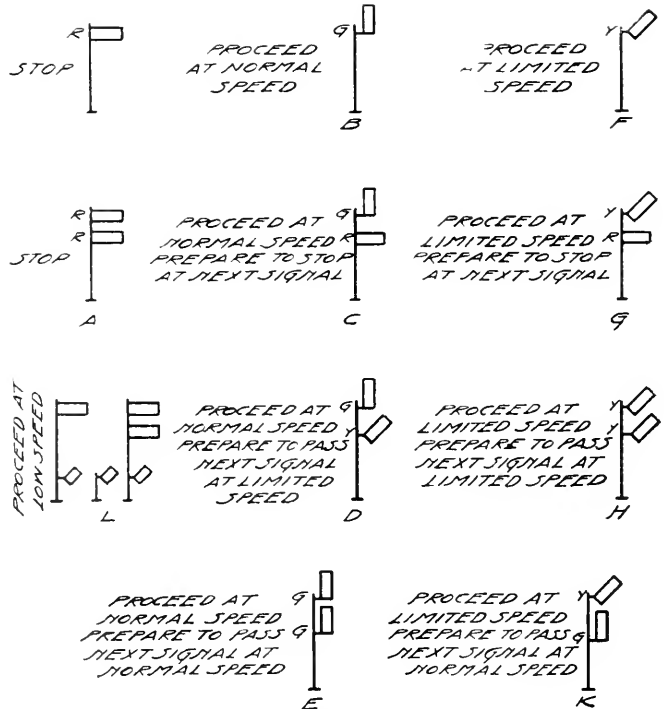 R
STOP
G
PROCEED
AT NORMAL
SPEED
B
Y
PROCEED
AT LIMITED
SPEED
F
R
R
STOP
A
G
PROCEED AT
NORMAL SPEED R
PREPARE TO STOP
AT NEXT SIGNAL
C
Y
PROCEED AT
LIMITED SPEED R
PREPARE TO STOP
AT NEXT SIGNAL
G
PROCEED AT
LOW SPEED
L
G
PROCEED AT
NORMAL SPEED Y
PREPARE TO PASS
NEXT SIGNAL
AT LIMITED
SPEED
D
Y
PROCEED AT
LIMITED SPEED Y
PREPARE TO PASS
NEXT SIGNAL AT
LIMITED SPEED
H
PROCEED AT G
NORMAL SPEED
PREPARE TO PASS G
NEXT SIGNAL AT
NORMAL SPEED
E
PROCEED AT Y
LIMITED SPEED
PREPARE TO PASS G
NEXT SIGNAL AT
NORMAL SPEED
K